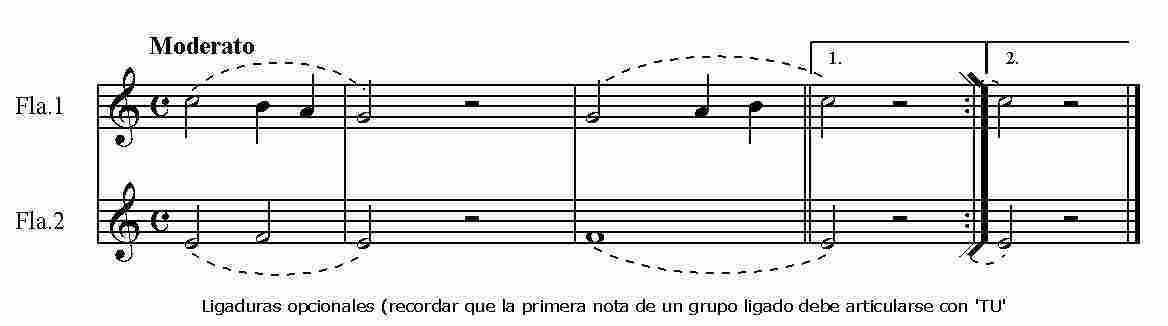 Moderato
1.
2.
Fla.1
Fla.2
Ligaduras opcionales (recordar que la primera nota de un grupo ligado debe articularse con 'TU'